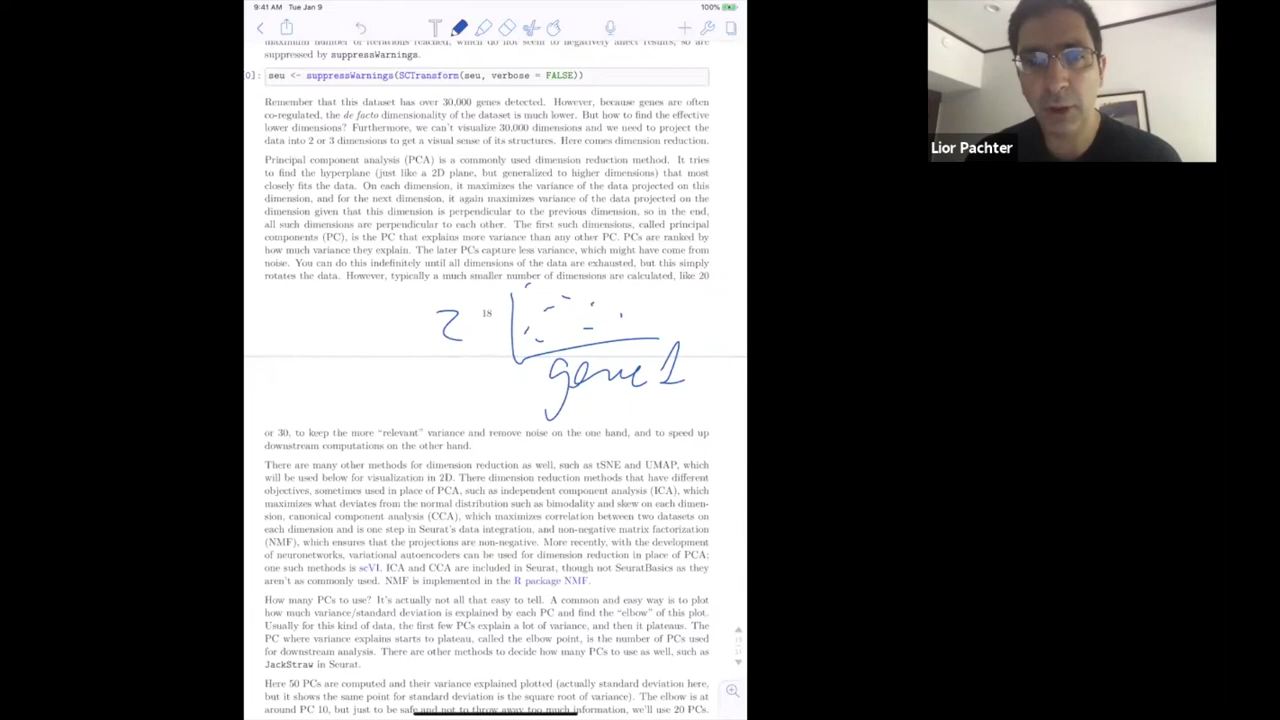 9:41 AM Tue Jan 9
100%
maximum number of iterations reached, which do not seem to negatively affect results, so are
suppressed by suppressWarnings.
0]: seu <- suppressWarnings(SCTransform(seu, verbose = FALSE))
Remember that this dataset has over 30,000 genes detected. However, because genes are often
co-regulated, the de facto dimensionality of the dataset is much lower. But how to find the effective
lower dimensions? Furthermore, we can't visualize 30,000 dimensions and we need to project the
data into 2 or 3 dimensions to get a visual sense of its structures. Here comes dimension reduction.
Principal component analysis (PCA) is a commonly used dimension reduction method. It tries
to find the hyperplane (just like a 2D plane, but generalized to higher dimensions) that most
closely fits the data. On each dimension, it maximizes the variance of the data projected on this
dimension, and for the next dimension, it again maximizes variance of the data projected on the
dimension given that this dimension is perpendicular to the previous dimension, so in the end,
all such dimensions are perpendicular to each other. The first such dimensions, called principal
components (PC), is the PC that explains more variance than any other PC. PCs are ranked by
how much variance they explain. The later PCs capture less variance, which might have come from
noise. You can do this indefinitely until all dimensions of the data are exhausted, but this simply
rotates the data. However, typically a much smaller number of dimensions are calculated, like 20
2
18
gene 1
or 30, to keep the more "relevant" variance and remove noise on the one hand, and to speed up
downstream computations on the other hand.
There are many other methods for dimension reduction as well, such as tSNE and UMAP, which
will be used below for visualization in 2D. There dimension reduction methods that have different
objectives, sometimes used in place of PCA, such as independent component analysis (ICA), which
maximizes what deviates from the normal distribution such as bimodality and skew on each dimen-
sion, canonical component analysis (CCA), which maximizes correlation between two datasets on
each dimension and is one step in Seurat's data integration, and non-negative matrix factorization
(NMF), which ensures that the projections are non-negative. More recently, with the development
of neuronetworks, variational autoencoders can be used for dimension reduction in place of PCA;
one such methods is scVI. ICA and CCA are included in Seurat, though not SeuratBasics as they
aren't as commonly used. NMF is implemented in the R package NMF.
How many PCs to use? It's actually not all that easy to tell. A common and easy way is to plot
how much variance/standard deviation is explained by each PC and find the "elbow" of this plot.
Usually for this kind of data, the first few PCs explain a lot of variance, and then it plateaus. The
PC where variance explains starts to plateau, called the elbow point, is the number of PCs used
for downstream analysis. There are other methods to decide how many PCs to use as well, such as
JackStraw in Seurat.
Here 50 PCs are computed and their variance explained plotted (actually standard deviation here,
but it shows the same point for standard deviation is the square root of variance). The elbow is at
around PC 10, but just to be safe and not to throw away too much information, we'll use 20 PCs.
Lior Pachter